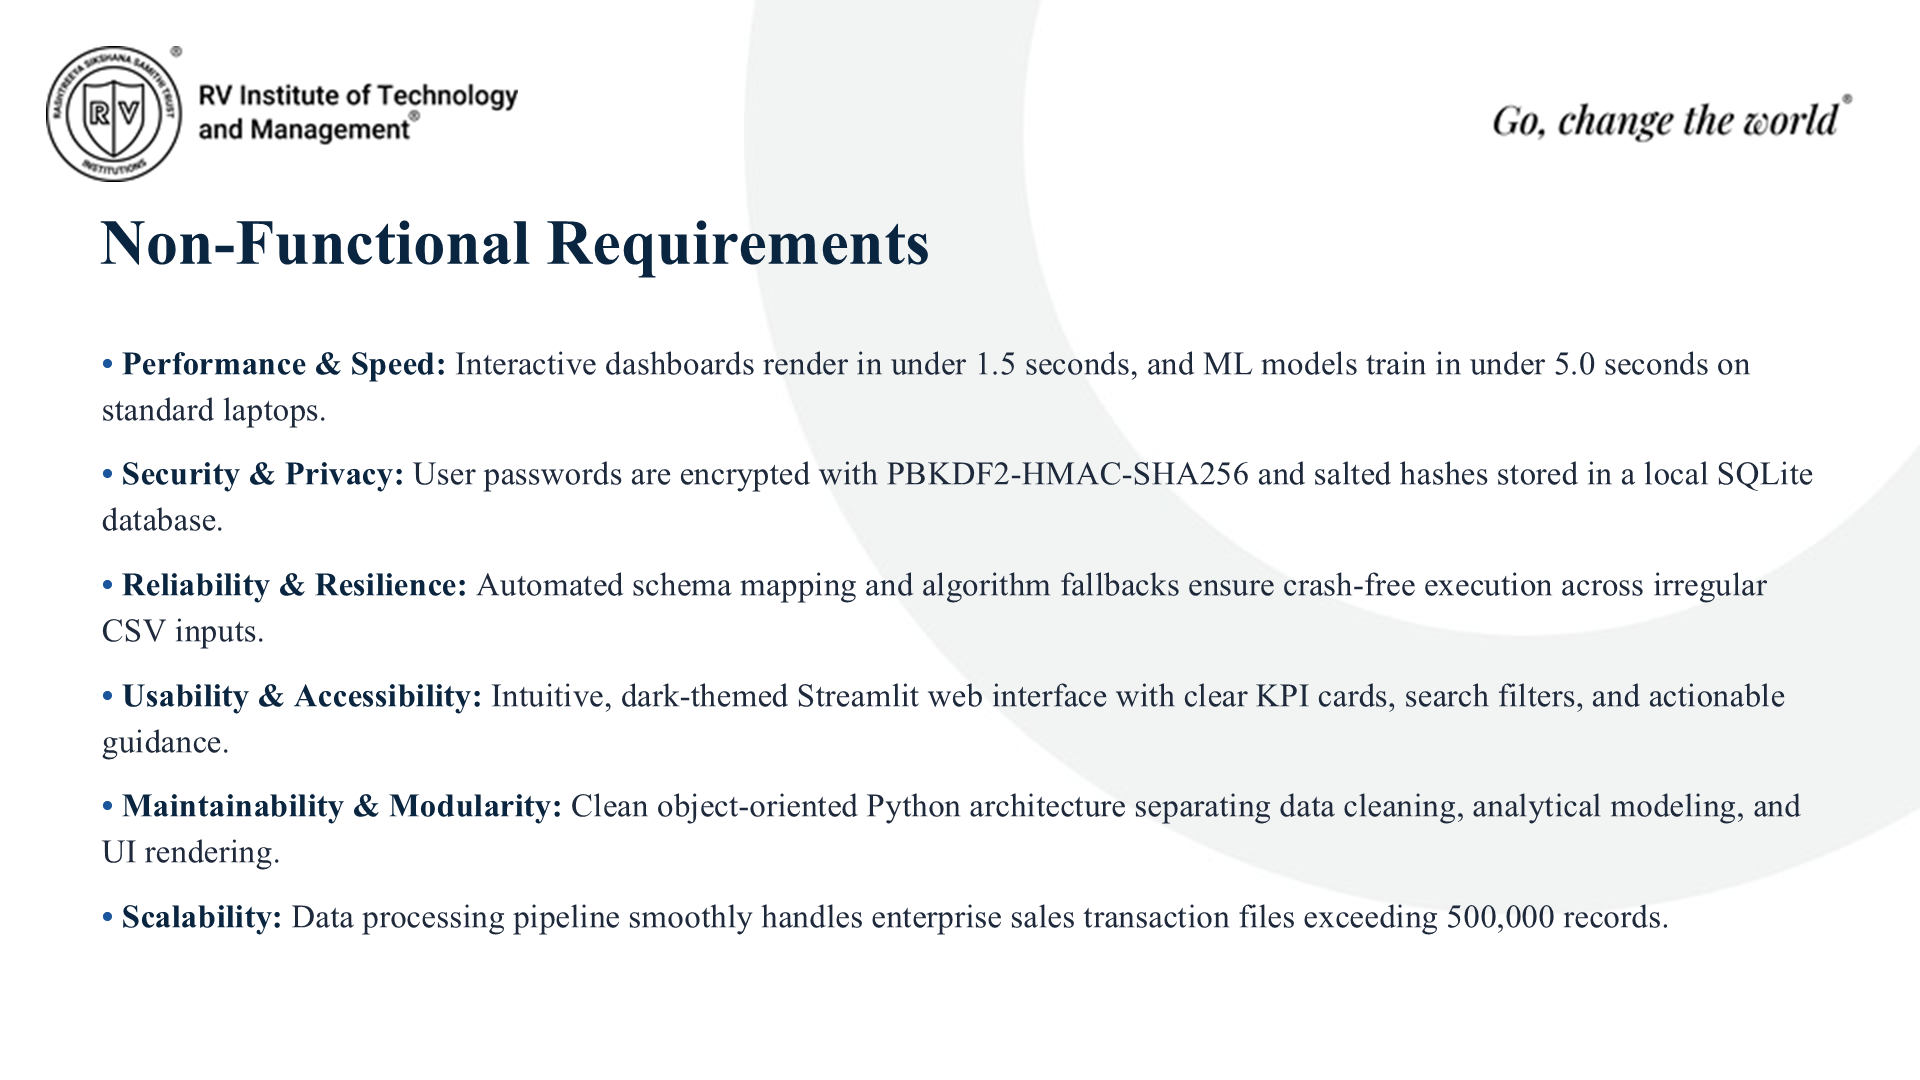 RASHTREEYA SIKSHANA SAMITHI TRUST
RV
INSTITUTIONS
®
RV Institute of Technology
and Management®
Go, change the world®
Non-Functional Requirements
• Performance & Speed: Interactive dashboards render in under 1.5 seconds, and ML models train in under 5.0 seconds on
standard laptops.
• Security & Privacy: User passwords are encrypted with PBKDF2-HMAC-SHA256 and salted hashes stored in a local SQLite
database.
• Reliability & Resilience: Automated schema mapping and algorithm fallbacks ensure crash-free execution across irregular
CSV inputs.
• Usability & Accessibility: Intuitive, dark-themed Streamlit web interface with clear KPI cards, search filters, and actionable
guidance.
• Maintainability & Modularity: Clean object-oriented Python architecture separating data cleaning, analytical modeling, and
UI rendering.
• Scalability: Data processing pipeline smoothly handles enterprise sales transaction files exceeding 500,000 records.